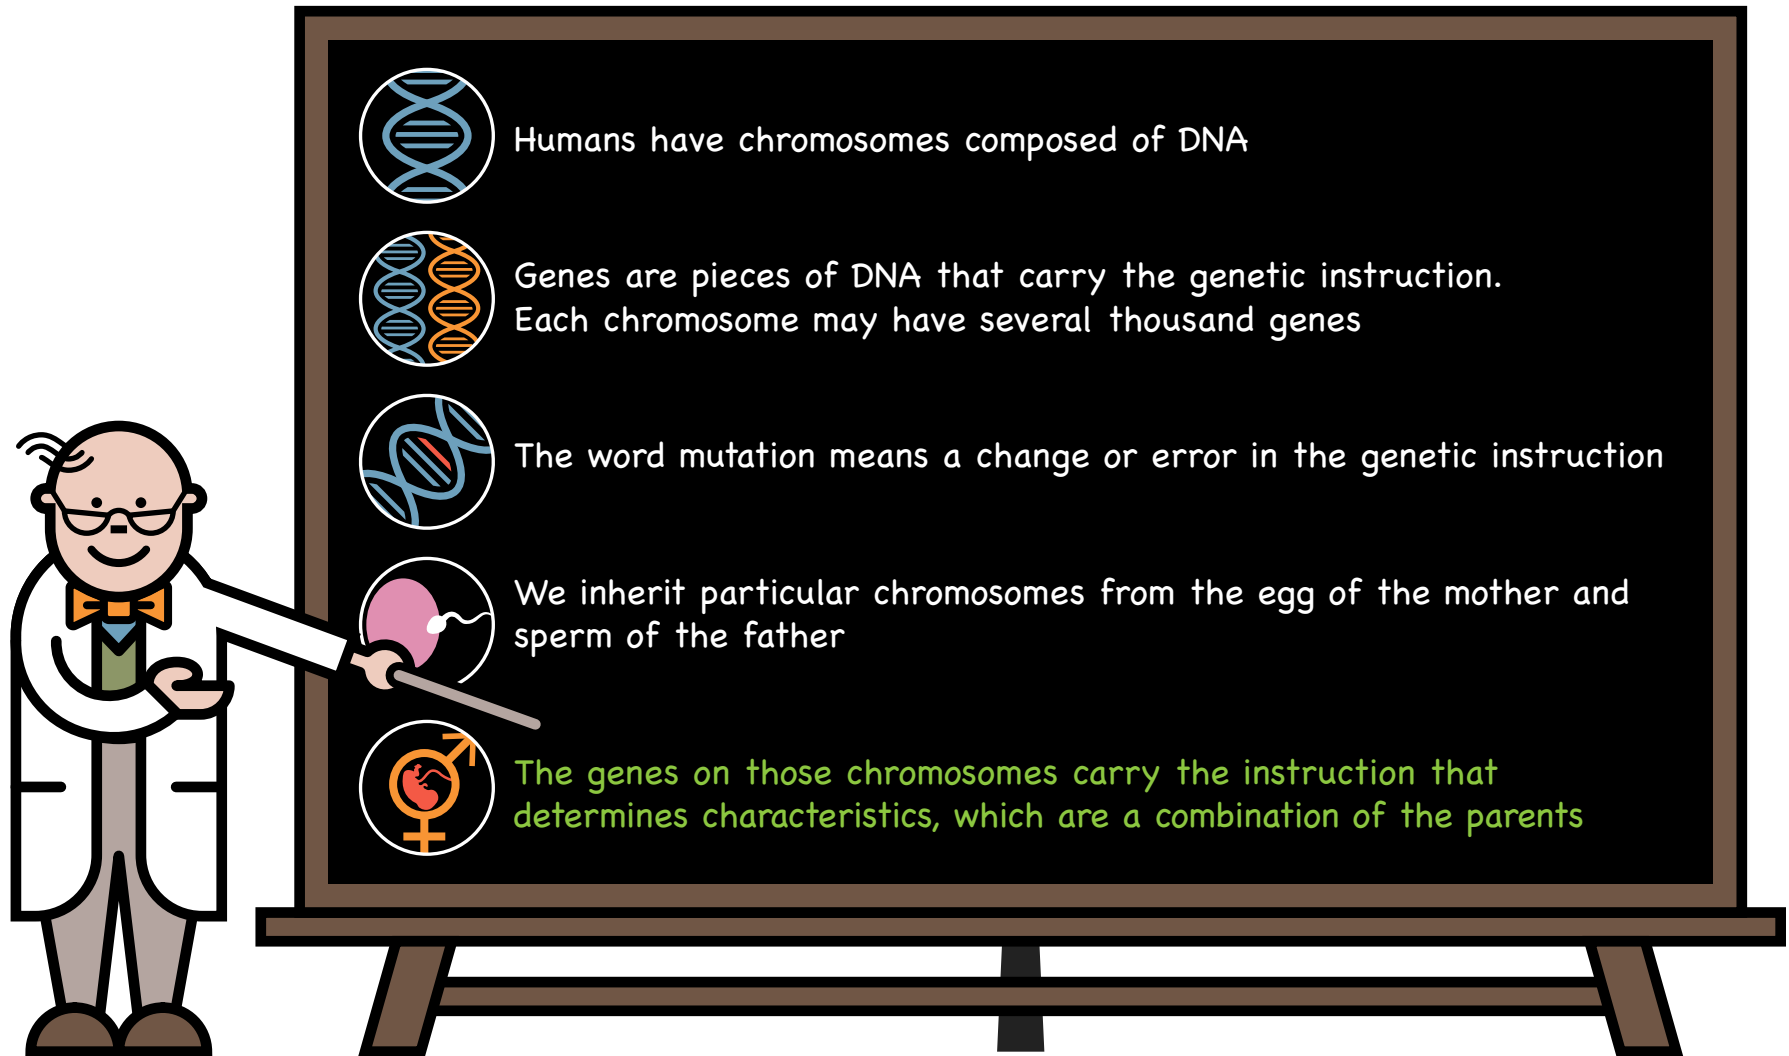 Humans have chromosomes composed of DNA
Genes are pieces of DNA that carry the genetic instruction.
Each chromosome may have several thousand genes
The word mutation means a change or error in the genetic instruction
We inherit particular chromosomes from the egg of the mother and
sperm of the father
The genes on those chromosomes carry the instruction that
determines characteristics, which are a combination of the parents